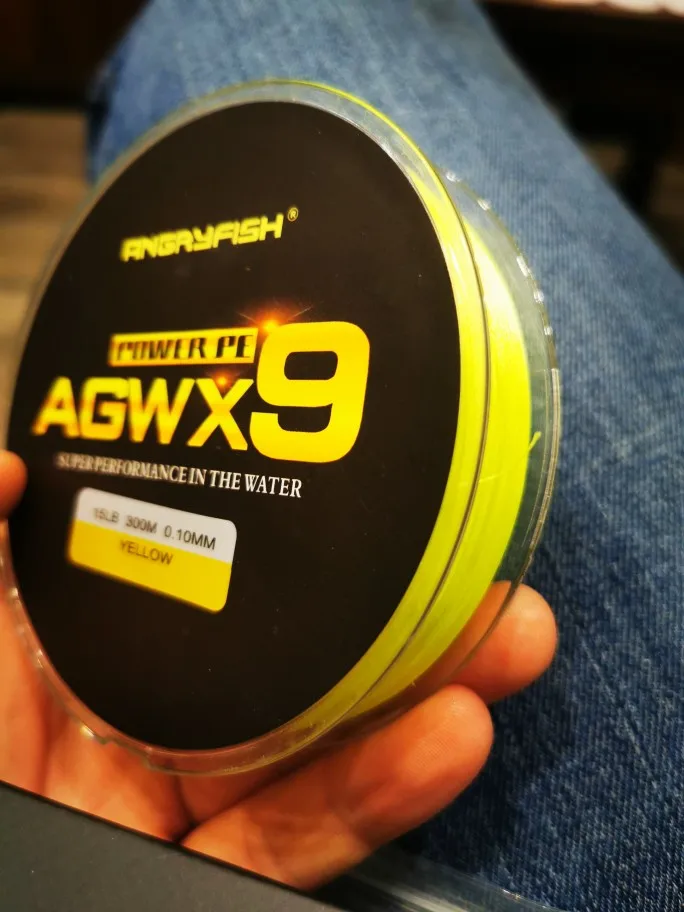 ANGRYFISH®
POWER PE
AGWX9
SUPER PERFORMANCE IN THE WATER
15LB 300M 0.10MM
YELLOW